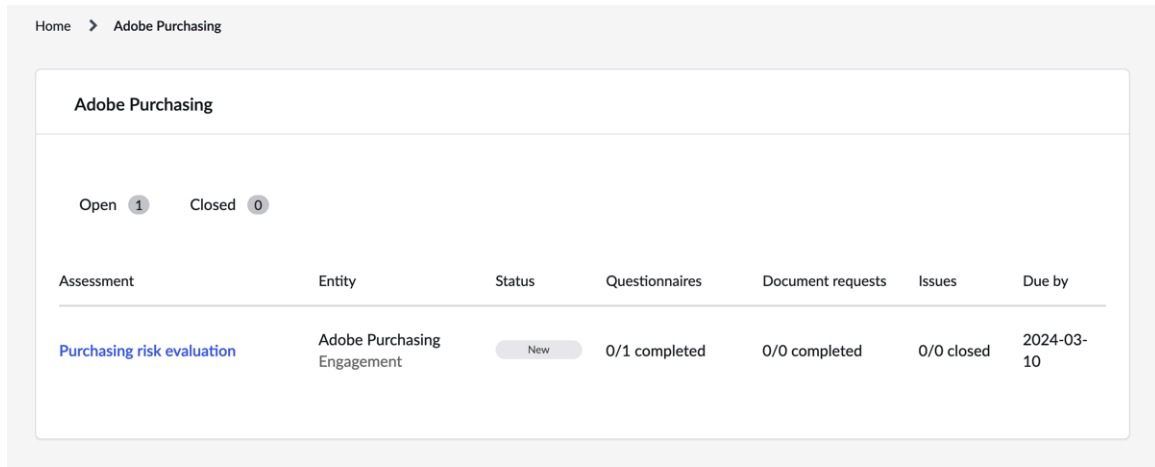 Home > Adobe Purchasing
Adobe Purchasing
Open 1 Closed 0
Assessment Entity Status Questionnaires Document requests Issues Due by
Purchasing risk evaluation Adobe Purchasing New 0/1 completed 0/0 completed 0/0 closed 2024-03-
Engagement 10